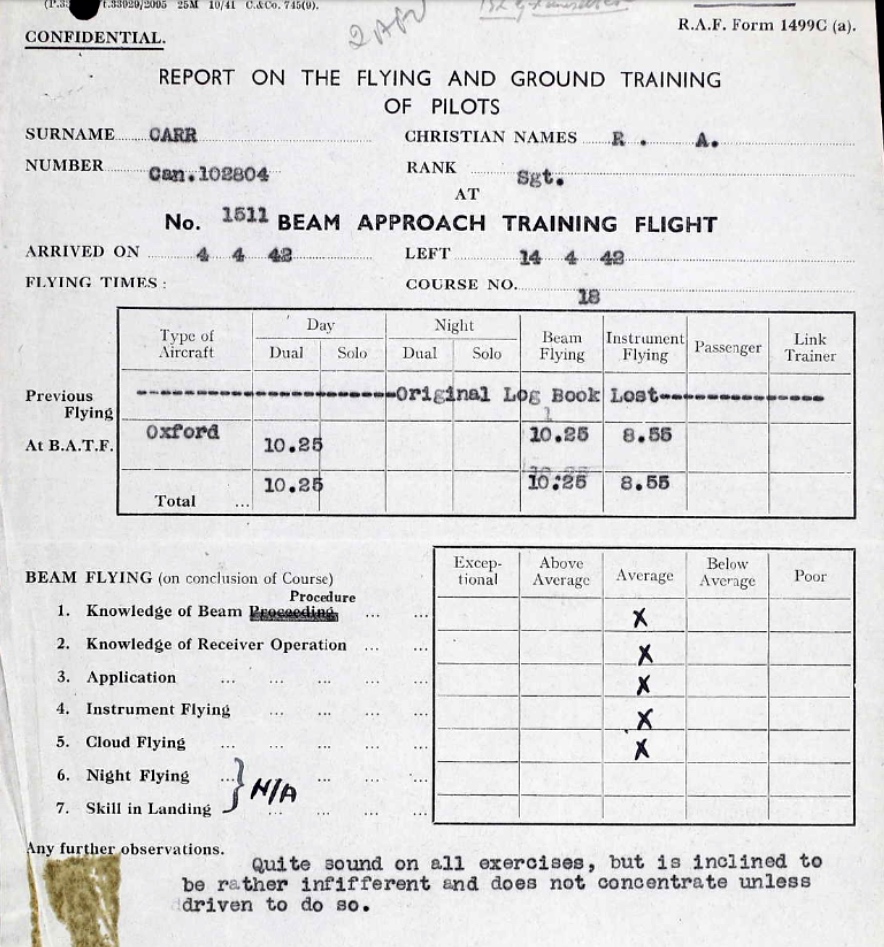 33929/2905 25M 10/41 C.&Co. 745(9).
R.A.F. Form 1499C (a).
CONFIDENTIAL.
REPORT ON THE FLYING AND GROUND TRAINING
OF PILOTS
SURNAME CARR CHRISTIAN NAMES R. A.
NUMBER Can.102804 RANK Sgt.
AT
No. 1511 BEAM APPROACH TRAINING FLIGHT
ARRIVED ON 4 4 42 LEFT 14 4 42
FLYING TIMES: COURSE NO. 18
Type of Aircraft Day Night Beam Flying Instrument Flying Passenger Link Trainer
Dual Solo Dual Solo
Previous Flying --------------------Original Log Book Lost-------------
At B.A.T.F. Oxford 10.25 10.25 8.55
Total ... 10.25 10.25 8.55
Excep-tional Above Average Average Below Average Poor
BEAM FLYING (on conclusion of Course)
Procedure
1. Knowledge of Beam Proceeding ... ... X
2. Knowledge of Receiver Operation ... ... X
3. Application ... ... ... ... X
4. Instrument Flying ... ... ... X
5. Cloud Flying ... ... ... ... X
6. Night Flying ... ... ... ...
N/A
7. Skill in Landing ... ... ...
Any further observations.
Quite sound on all exercises, but is inclined to
be rather infifferent and does not concentrate unless
driven to do so.